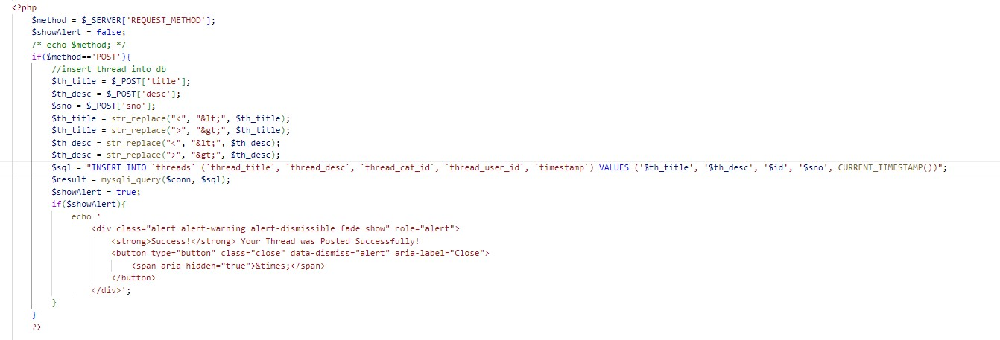 <?php
$method = $_SERVER['REQUEST_METHOD'];
$showAlert = false;
/* echo $method; */
if($method=='POST'){
//insert thread into db
$th_title = $_POST['title'];
$th_desc = $_POST['desc'];
$sno = $_POST['sno'];
$th_title = str_replace("<", "&lt;", $th_title);
$th_title = str_replace(">", "&gt;", $th_title);
$th_desc = str_replace("<", "&lt;", $th_desc);
$th_desc = str_replace(">", "&gt;", $th_desc);
$sql = "INSERT INTO `threads` (`thread_title`, `thread_desc`, `thread_cat_id`, `thread_user_id`, `timestamp`) VALUES ('$th_title', '$th_desc', '$id', '$sno', CURRENT_TIMESTAMP())";
$result = mysqli_query($conn, $sql);
$showAlert = true;
if($showAlert){
echo '
<div class="alert alert-warning alert-dismissible fade show" role="alert">
<strong>Success!</strong> Your Thread was Posted Successfully!
<button type="button" class="close" data-dismiss="alert" aria-label="Close">
<span aria-hidden="true">&times;</span>
</button>
</div>';
}
}
?>